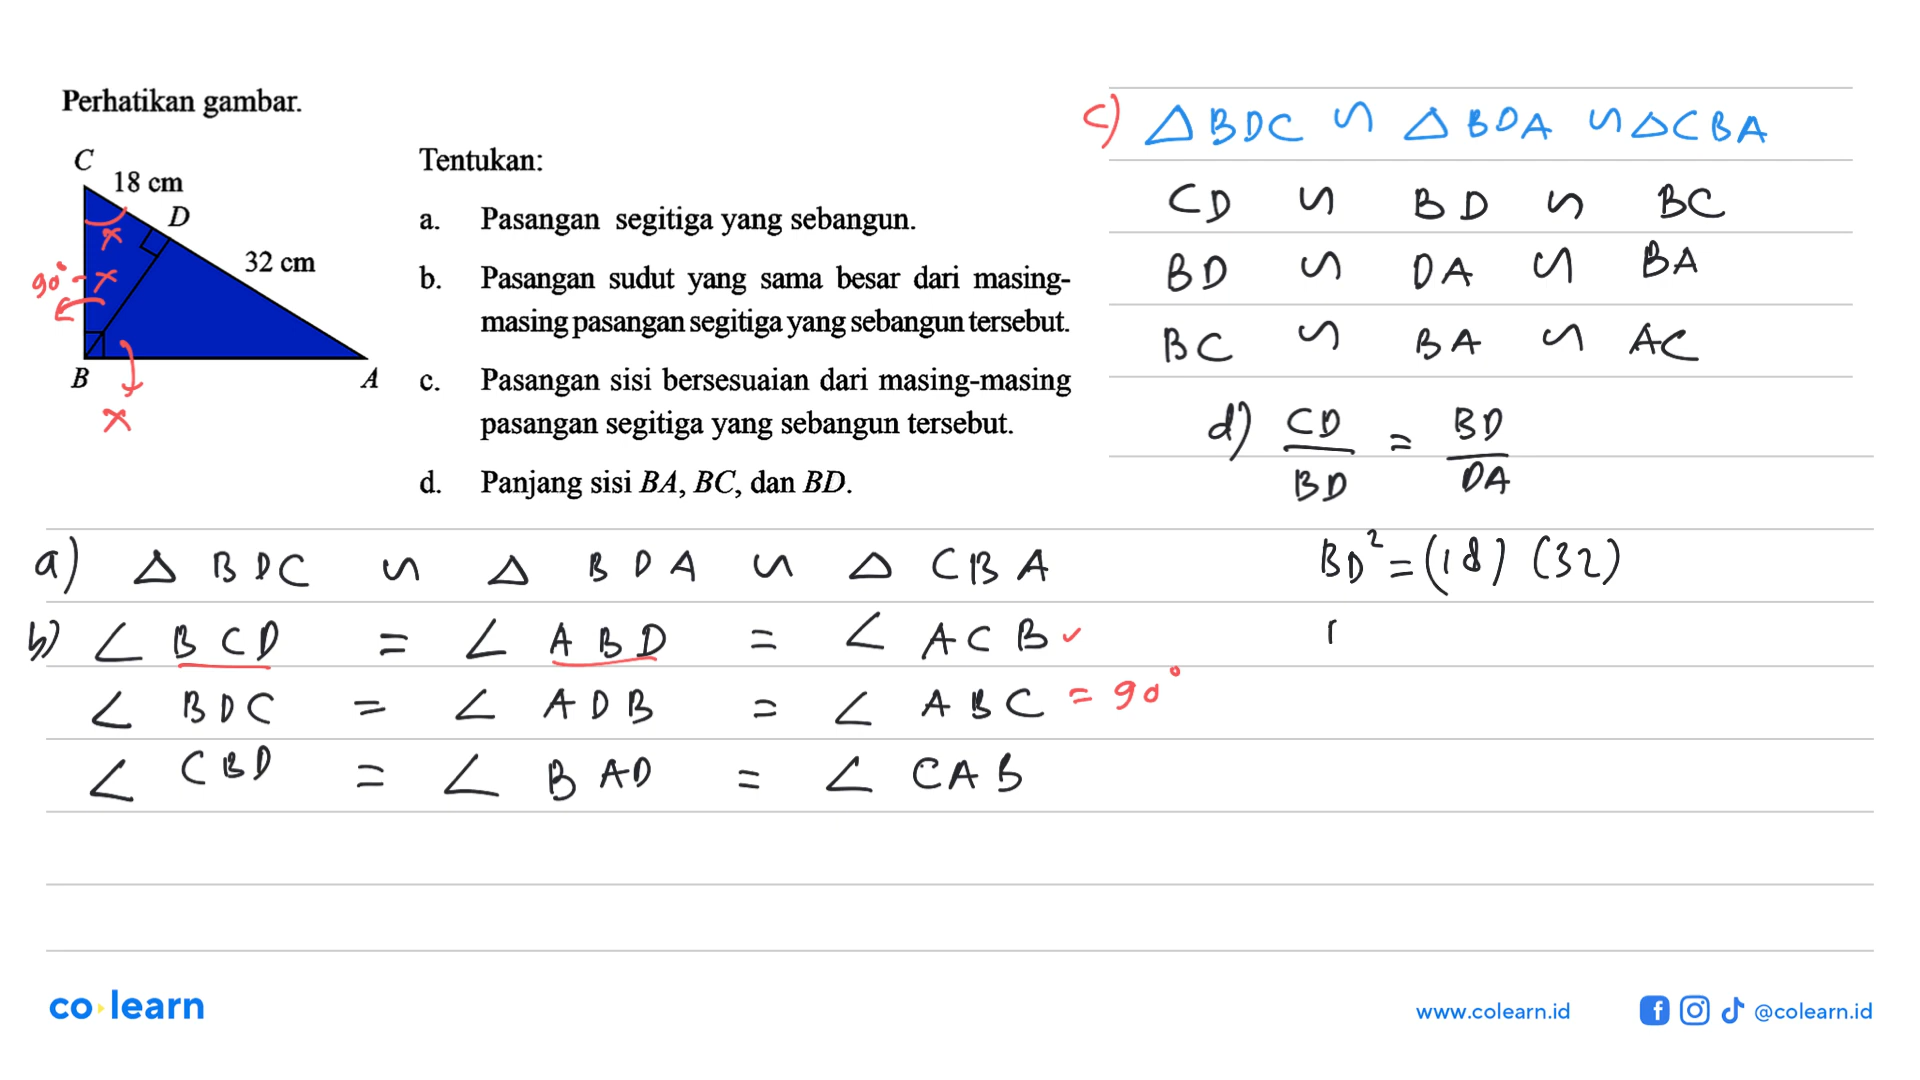 Perhatikan gambar.
C
18 cm
D
32 cm
x
90° - x
B
A
x
Tentukan:
a. Pasangan segitiga yang sebangun.
b. Pasangan sudut yang sama besar dari masing-
masing pasangan segitiga yang sebangun tersebut.
c. Pasangan sisi bersesuaian dari masing-masing
pasangan segitiga yang sebangun tersebut.
d. Panjang sisi BA, BC, dan BD.
a) △ BDC ∽ △ BDA ∽ △ CBA
b) ∠ BCD = ∠ ABD = ∠ ACB ✓
∠ BDC = ∠ ADB = ∠ ABC = 90°
∠ CBD = ∠ BAD = ∠ CAB
c) △ BDC ∽ △ BDA ∽ △ CBA
CD ∽ BD ∽ BC
BD ∽ DA ∽ BA
BC ∽ BA ∽ AC
d) CD/BD = BD/DA
BD² = (18) (32)
co learn
www.colearn.id
@colearn.id